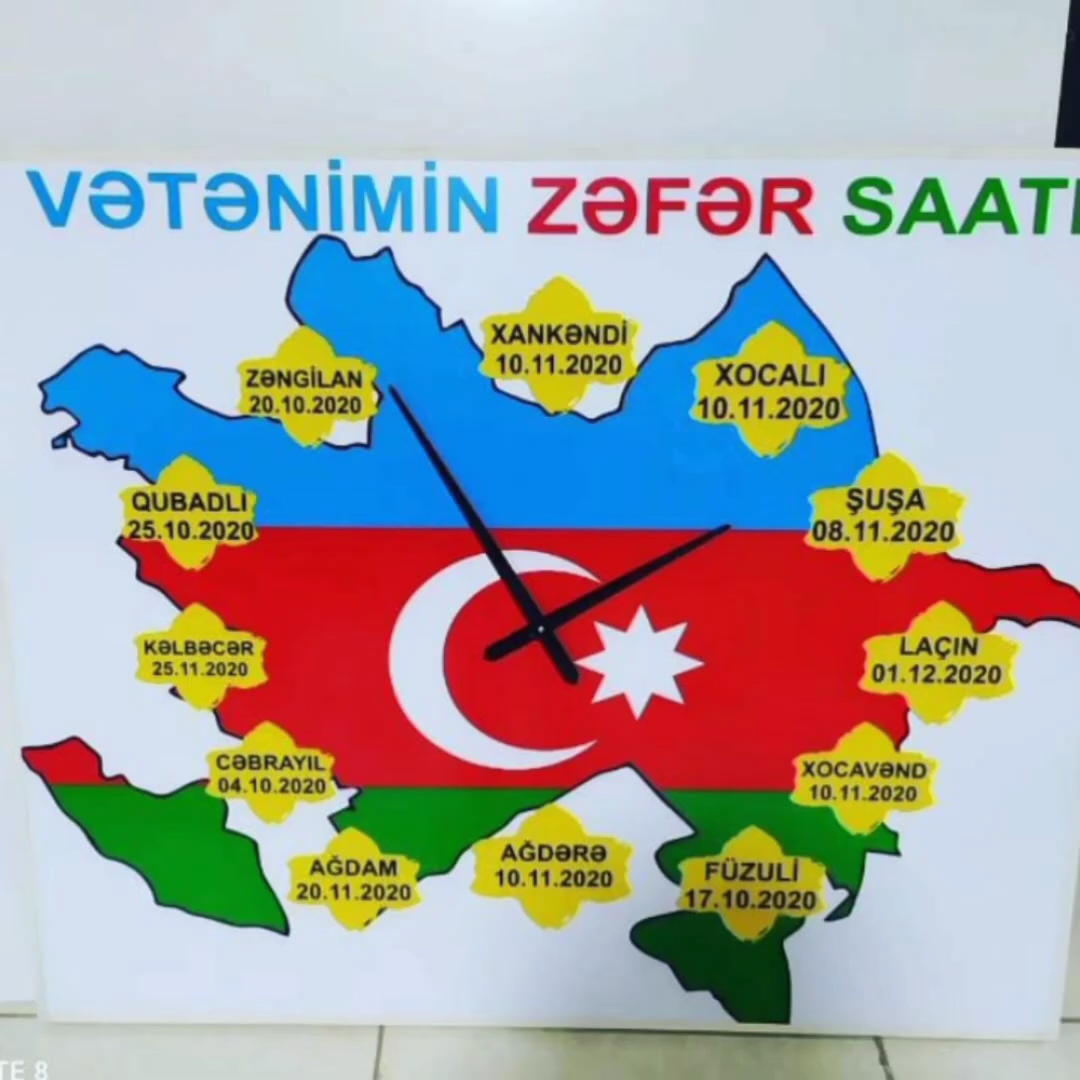 VƏTƏNİMİN ZƏFƏR SAATI
XANKƏNDİ
10.11.2020
XOCALI
10.11.2020
ŞUŞA
08.11.2020
LAÇIN
01.12.2020
XOCAVƏND
10.11.2020
FÜZULİ
17.10.2020
AĞDƏRƏ
10.11.2020
AĞDAM
20.11.2020
CƏBRAYIL
04.10.2020
KƏLBƏCƏR
25.11.2020
QUBADLI
25.10.2020
ZƏNGİLAN
20.10.2020
TE 8